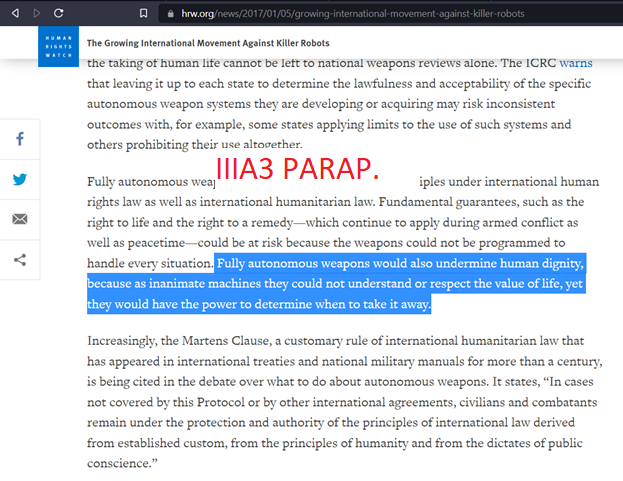 hrw.org/news/2017/01/05/growing-international-movement-against-killer-robots
HUMAN
RIGHTS
WATCH
The Growing International Movement Against Killer Robots
the taking of human life cannot be left to national weapons reviews alone. The ICRC warns
that leaving it up to each state to determine the lawfulness and acceptability of the specific
autonomous weapon systems they are developing or acquiring may risk inconsistent
outcomes with, for example, some states applying limits to the use of such systems and
others prohibiting their use altogether.
IIIA3 PARAP.
Fully autonomous iples under international human
rights law as well as international humanitarian law. Fundamental guarantees, such as the
right to life and the right to a remedy—which continue to apply during armed conflict as
well as peacetime—could be at risk because the weapons could not be programmed to
handle every situation. Fully autonomous weapons would also undermine human dignity,
because as inanimate machines they could not understand or respect the value of life, yet
they would have the power to determine when to take it away.
Increasingly, the Martens Clause, a customary rule of international humanitarian law that
has appeared in international treaties and national military manuals for more than a century,
is being cited in the debate over what to do about autonomous weapons. It states, “In cases
not covered by this Protocol or by other international agreements, civilians and combatants
remain under the protection and authority of the principles of international law derived
from established custom, from the principles of humanity and from the dictates of public
conscience.”